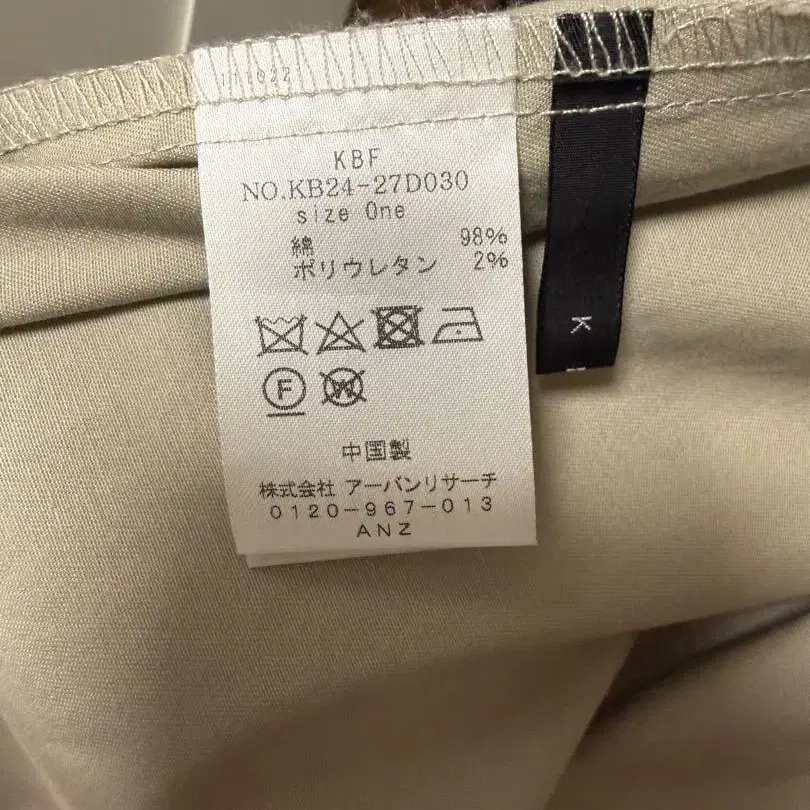 KBF
NO.KB24-27D030
size One
綿 98%
ポリウレタン 2%
F
W
中国製
株式会社 アーバンリサーチ
0120-967-013
ANZ
K